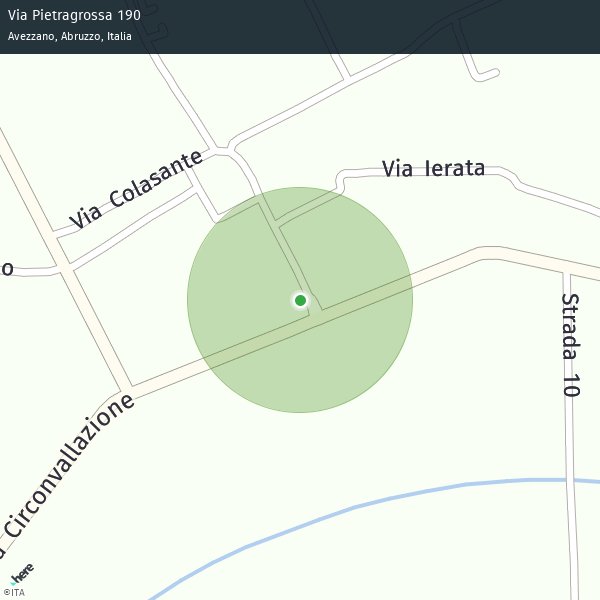 Via Pietragrossa 190
Avezzano, Abruzzo, Italia
Via Colasante
Via Ierata
o
Strada 10
Circonvallazione
here
©ITA